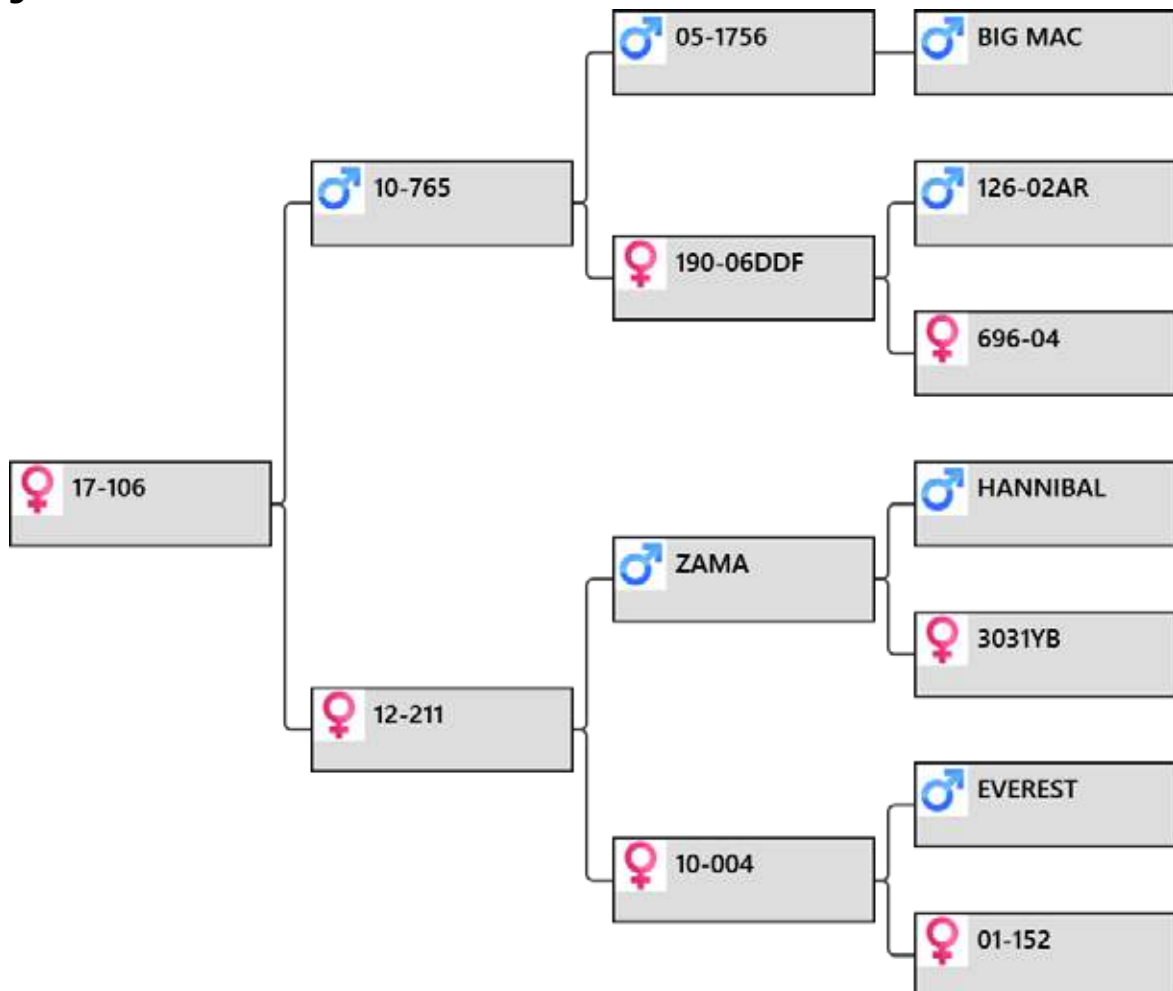 05-1756
BIG MAC
10-765
126-02AR
190-06DDF
696-04
17-106
HANNIBAL
ZAMA
3031YB
12-211
EVEREST
10-004
01-152